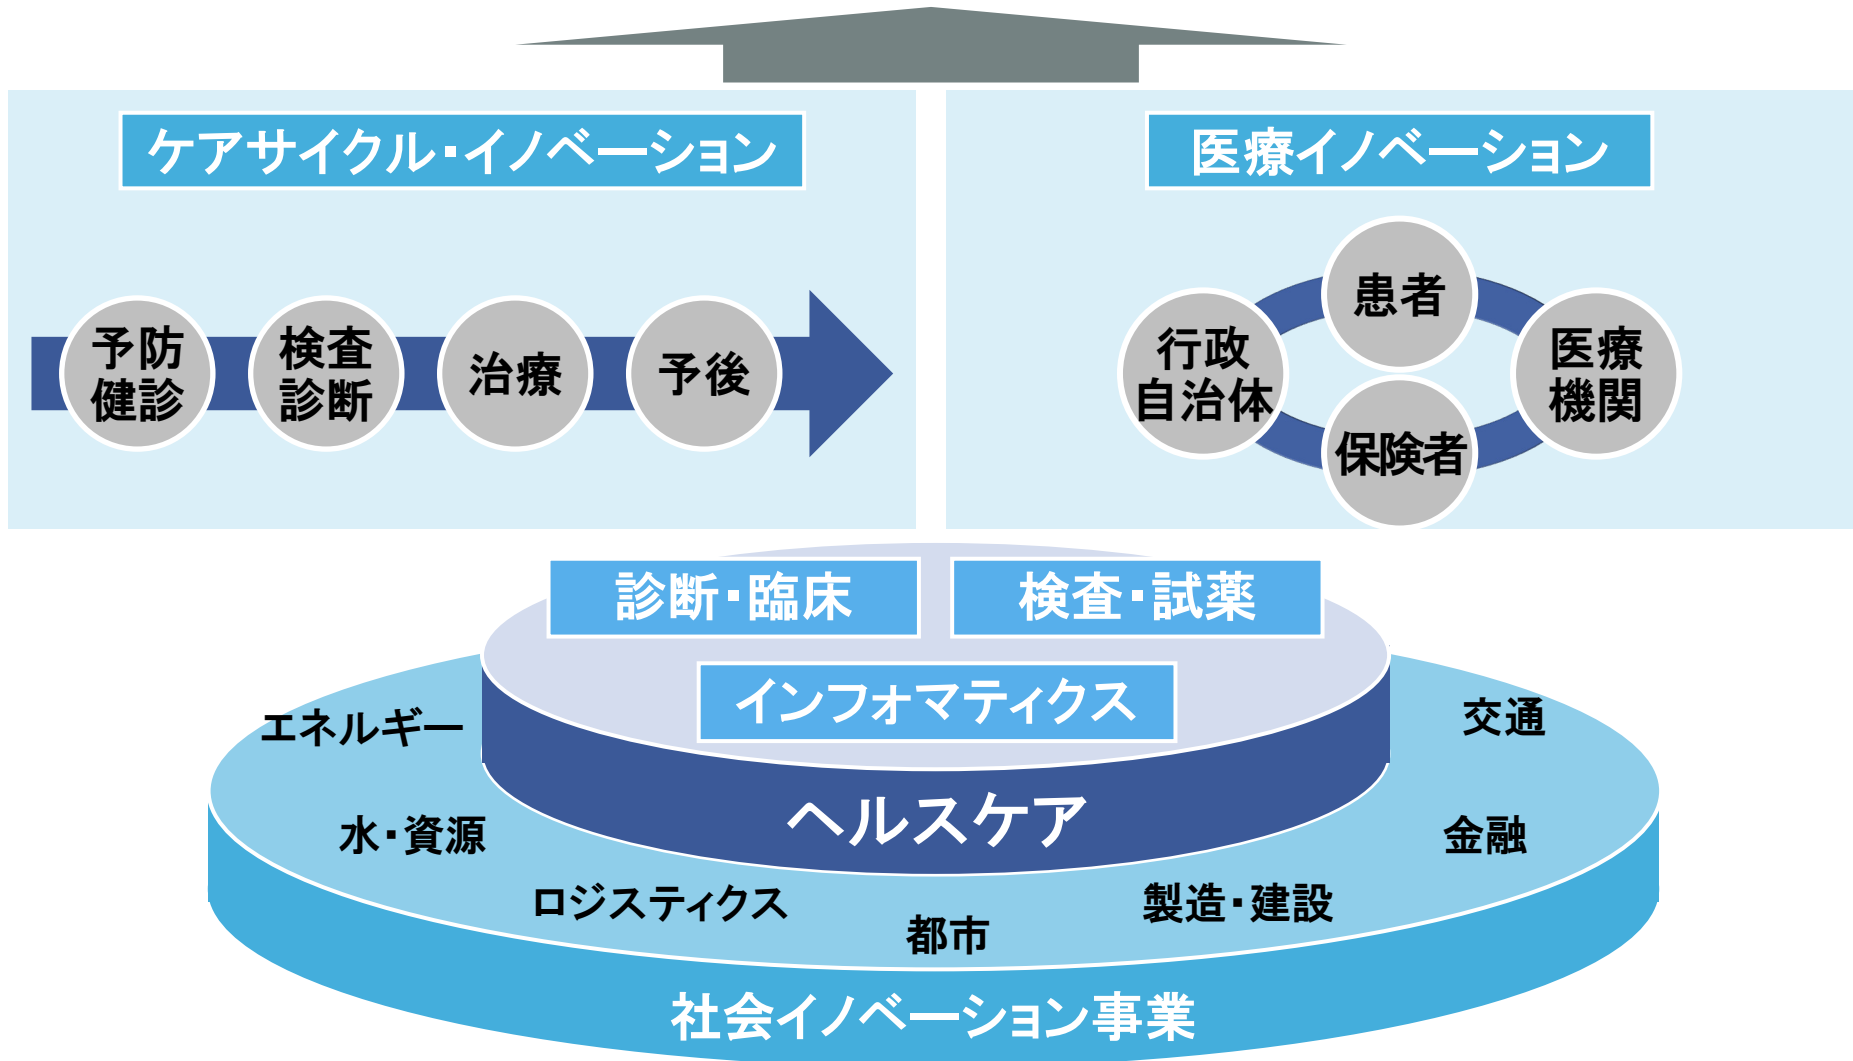 ケアサイクル・イノベーション
医療イノベーション
予防
健診
検査
診断
治療
予後
患者
行政
自治体
医療
機関
保険者
診断・臨床
検査・試薬
インフォマティクス
ヘルスケア
エネルギー
水・資源
ロジスティクス
都市
製造・建設
金融
交通
社会イノベーション事業